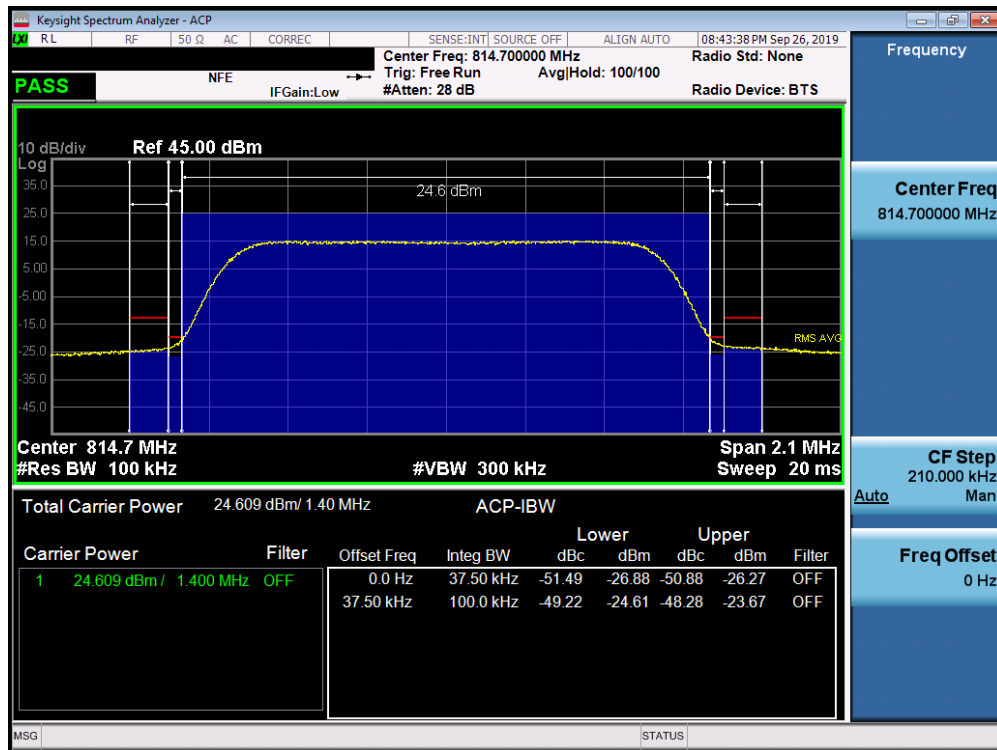 Keysight Spectrum Analyzer - ACP
LXI RL RF 50 Ω AC CORREC SENSE:INT SOURCE OFF ALIGN AUTO 08:43:38 PM Sep 26, 2019
Center Freq: 814.700000 MHz Radio Std: None
NFE Trig: Free Run Avg|Hold: 100/100
PASS IFGain:Low #Atten: 28 dB Radio Device: BTS
Frequency
10 dB/div Ref 45.00 dBm
Log
35.0
24.6 dBm
25.0
15.0
5.00
-5.00
-15.0
RMS AVG
-25.0
-35.0
-45.0
Center 814.7 MHz Span 2.1 MHz
#Res BW 100 kHz #VBW 300 kHz Sweep 20 ms
Center Freq
814.700000 MHz
CF Step
210.000 kHz
Auto Man
Freq Offset
0 Hz
Total Carrier Power 24.609 dBm/ 1.40 MHz ACP-IBW
Lower Upper
Carrier Power Filter Offset Freq Integ BW dBc dBm dBc dBm Filter
1 24.609 dBm / 1.400 MHz OFF 0.0 Hz 37.50 kHz -51.49 -26.88 -50.88 -26.27 OFF
37.50 kHz 100.0 kHz -49.22 -24.61 -48.28 -23.67 OFF
MSG STATUS